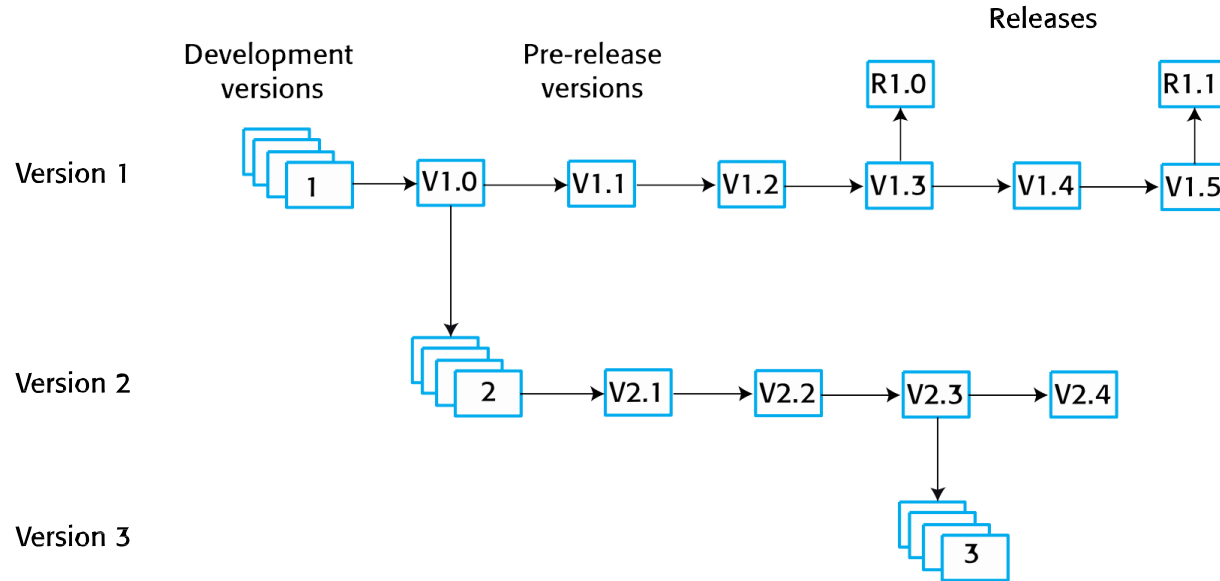 Releases
Development
versions
Pre-release
versions
R1.0
R1.1
Version 1
1
V1.0
V1.1
V1.2
V1.3
V1.4
V1.5
Version 2
2
V2.1
V2.2
V2.3
V2.4
Version 3
3